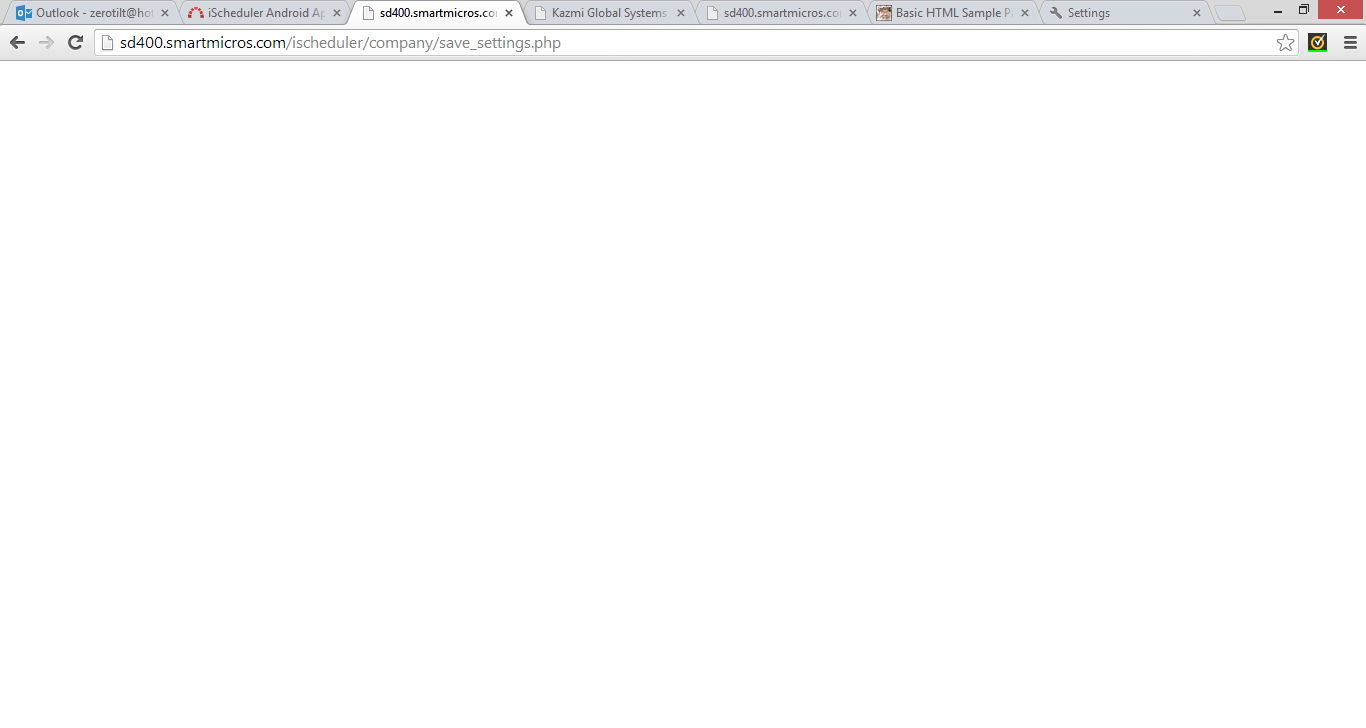 Outlook - zerotilt@ho
iScheduler Android Ap
sd400.smartmicros.co
Kazmi Global Systems
sd400.smartmicros.co
Basic HTML Sample P
Settings
sd400.smartmicros.com/ischeduler/company/save_settings.php